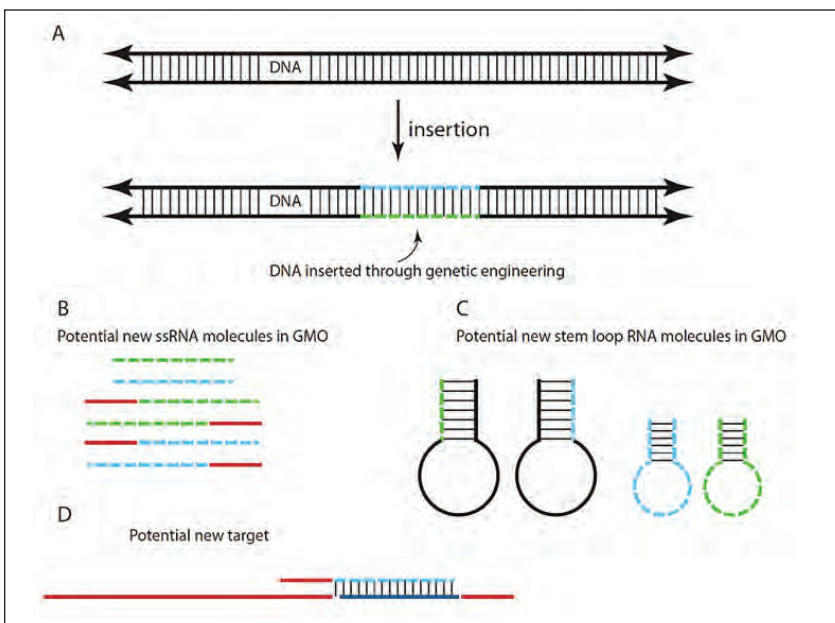 A
DNA
insertion
DNA
DNA inserted through genetic engineering
B
Potential new ssRNA molecules in GMO
C
Potential new stem loop RNA molecules in GMO
D
Potential new target